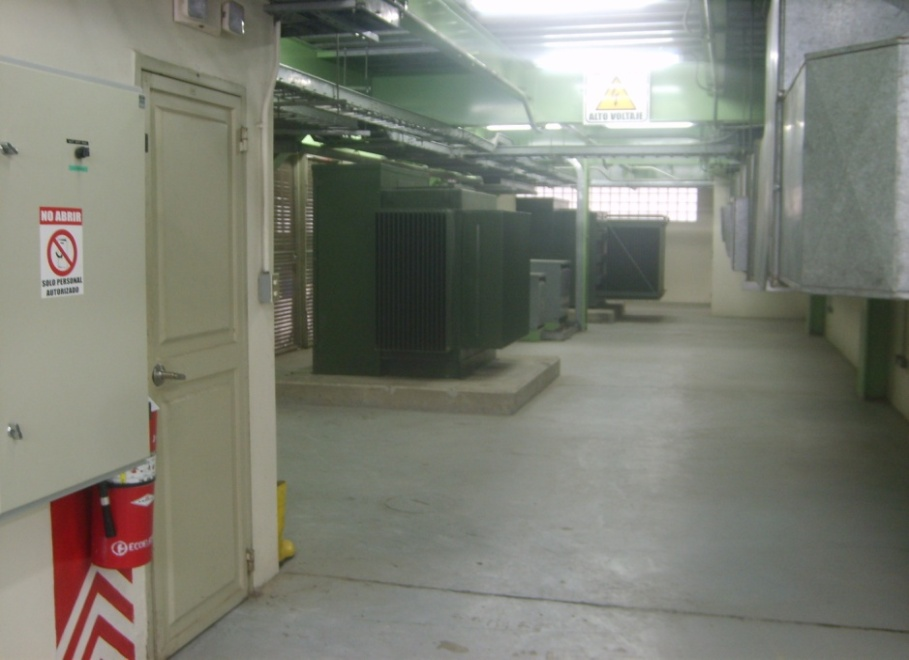 ALTO VOLTAJE
NO ABRIR
SOLO PERSONAL
AUTORIZADO